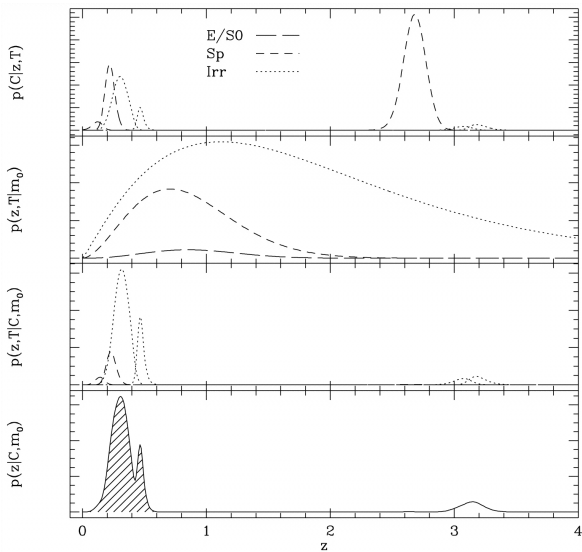 p(C|z,T)
E/S0
Sp
Irr
p(z,T|m₀)
p(z,T|C,m₀)
p(z|C,m₀)
0 1 2 3 4
z